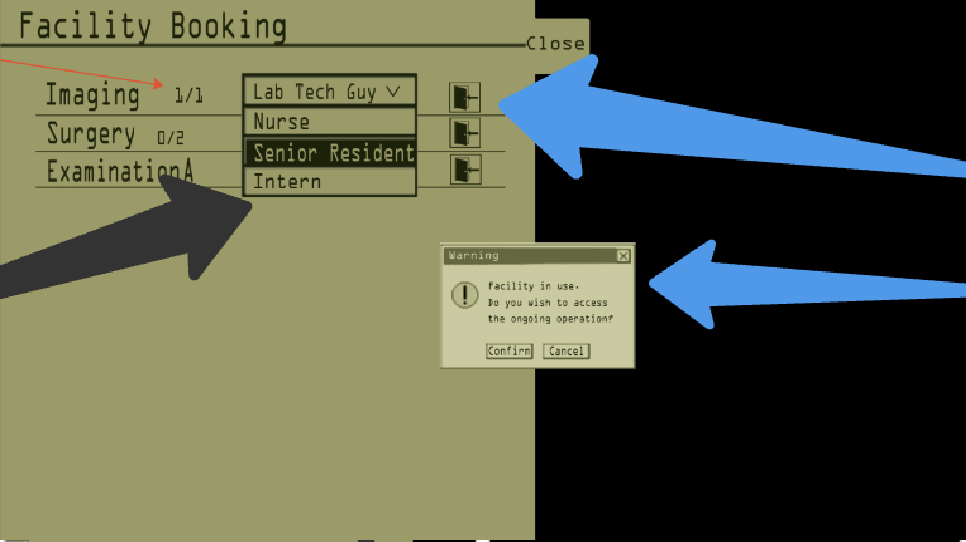 Facility Booking
Close
Imaging 1/1
Lab Tech Guy
Nurse
Surgery 0/2
Senior Resident
ExaminationA
Intern
Warning
Facility in use.
Do you wish to access
the ongoing operation?
Confirm Cancel